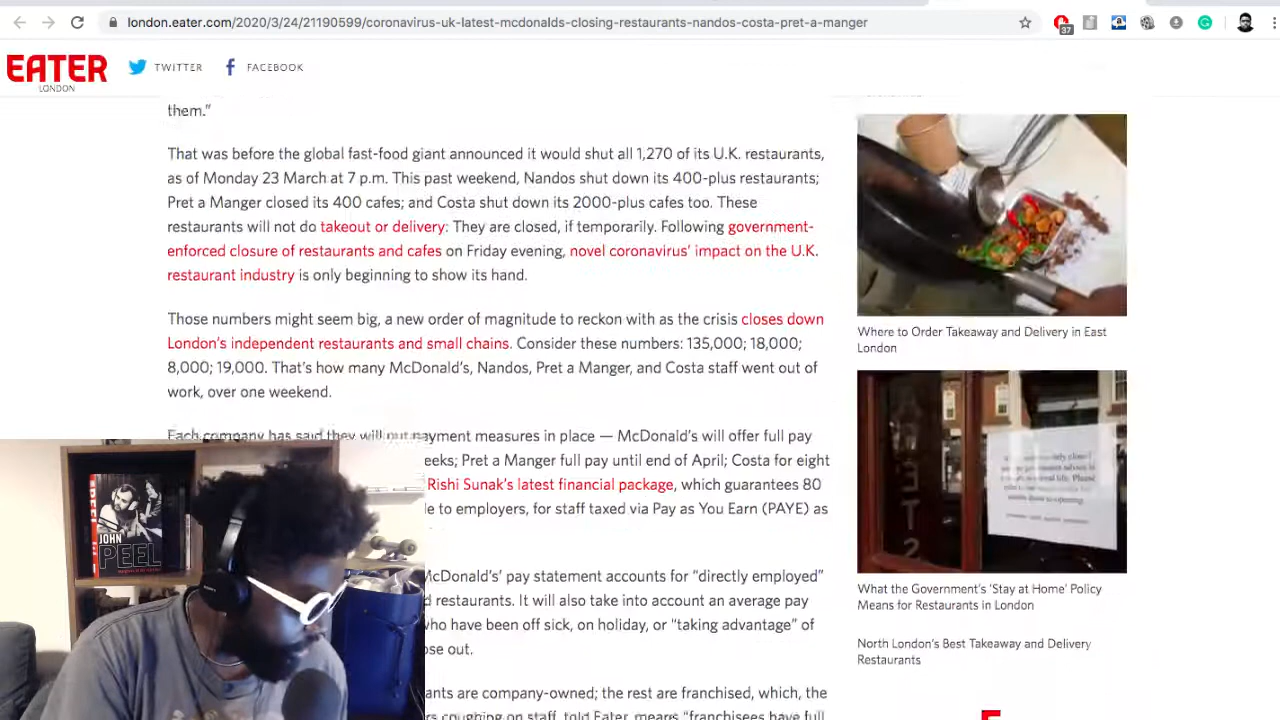 london.eater.com/2020/3/24/21190599/coronavirus-uk-latest-mcdonalds-closing-restaurants-nandos-costa-pret-a-manger
37
EATER
LONDON
TWITTER
FACEBOOK
them.”
That was before the global fast-food giant announced it would shut all 1,270 of its U.K. restaurants,
as of Monday 23 March at 7 p.m. This past weekend, Nandos shut down its 400-plus restaurants;
Pret a Manger closed its 400 cafes; and Costa shut down its 2000-plus cafes too. These
restaurants will not do takeout or delivery: They are closed, if temporarily. Following government-
enforced closure of restaurants and cafes on Friday evening, novel coronavirus’ impact on the U.K.
restaurant industry is only beginning to show its hand.
Those numbers might seem big, a new order of magnitude to reckon with as the crisis closes down
London’s independent restaurants and small chains. Consider these numbers: 135,000; 18,000;
8,000; 19,000. That’s how many McDonald’s, Nandos, Pret a Manger, and Costa staff went out of
work, over one weekend.
Each company has said they will put payment measures in place — McDonald’s will offer full pay
eeks; Pret a Manger full pay until end of April; Costa for eight
Rishi Sunak’s latest financial package, which guarantees 80
le to employers, for staff taxed via Pay as You Earn (PAYE) as
McDonald’s’ pay statement accounts for “directly employed”
d restaurants. It will also take into account an average pay
who have been off sick, on holiday, or “taking advantage” of
ose out.
ants are company-owned; the rest are franchised, which, the
rs coughing on staff, told Eater, means “franchisees have full
Where to Order Takeaway and Delivery in East
London
What the Government’s ‘Stay at Home’ Policy
Means for Restaurants in London
North London’s Best Takeaway and Delivery
Restaurants
JOHN
PEEL